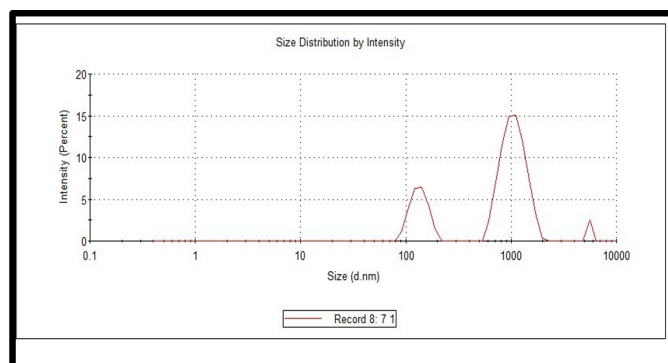 Size Distribution by Intensity
20
15
10
5
0
Intensity (Percent)
0.1 1 10 100 1000 10000
Size (d.nm)
Record 8: 7 1